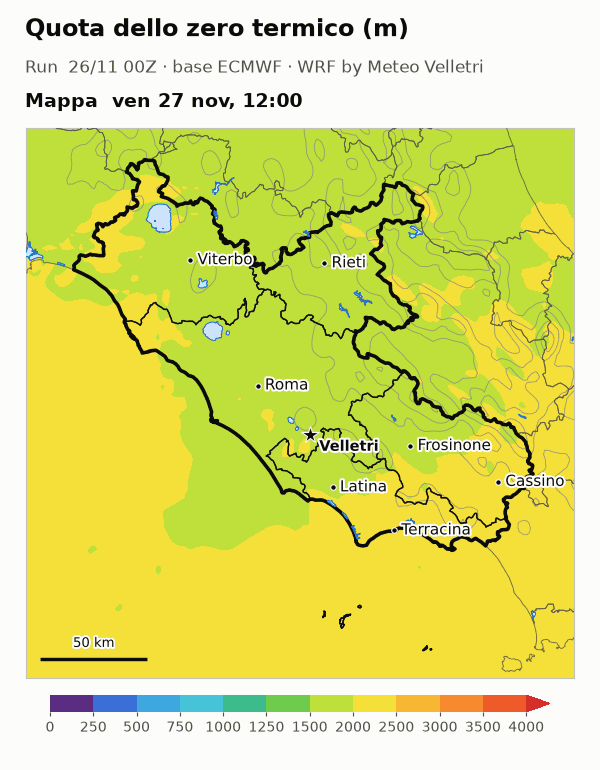 Quota dello zero termico (m)
Run  26/11 00Z · base ECMWF · WRF by Meteo Velletri
Mappa  ven 27 nov, 12:00
Viterbo
Rieti
Roma
Velletri
Frosinone
Cassino
Latina
Terracina
50 km
0 250 500 750 1000 1250 1500 2000 2500 3000 3500 4000